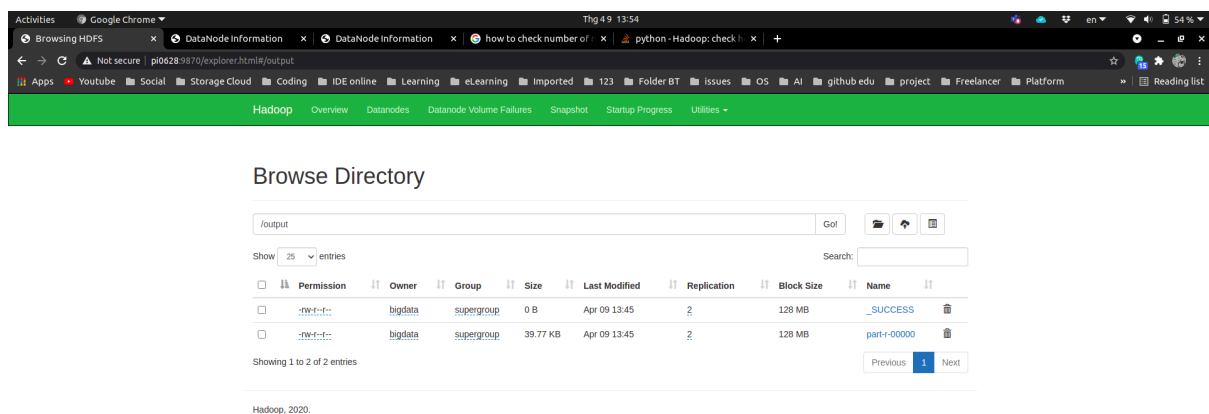 Activities Google Chrome Thg 4 9 13:54 en 54 %
Browsing HDFS DataNode Information DataNode Information how to check number of python - Hadoop: check
Not secure pi0628:9870/explorer.html#/output
Apps Youtube Social Storage Cloud Coding IDE online Learning eLearning Imported 123 Folder BT issues OS AI github edu project Freelancer Platform » Reading list
Hadoop Overview Datanodes Datanode Volume Failures Snapshot Startup Progress Utilities
Browse Directory
/output Go!
Show 25 entries Search:
Permission Owner Group Size Last Modified Replication Block Size Name
-rw-r--r-- bigdata supergroup 0 B Apr 09 13:45 2 128 MB _SUCCESS
-rw-r--r-- bigdata supergroup 39.77 KB Apr 09 13:45 2 128 MB part-r-00000
Showing 1 to 2 of 2 entries Previous 1 Next
Hadoop, 2020.